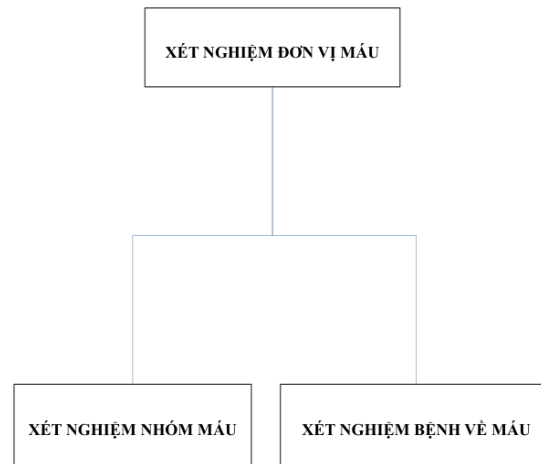 XÉT NGHIỆM ĐƠN VỊ MÁU
XÉT NGHIỆM NHÓM MÁU
XÉT NGHIỆM BỆNH VỀ MÁU